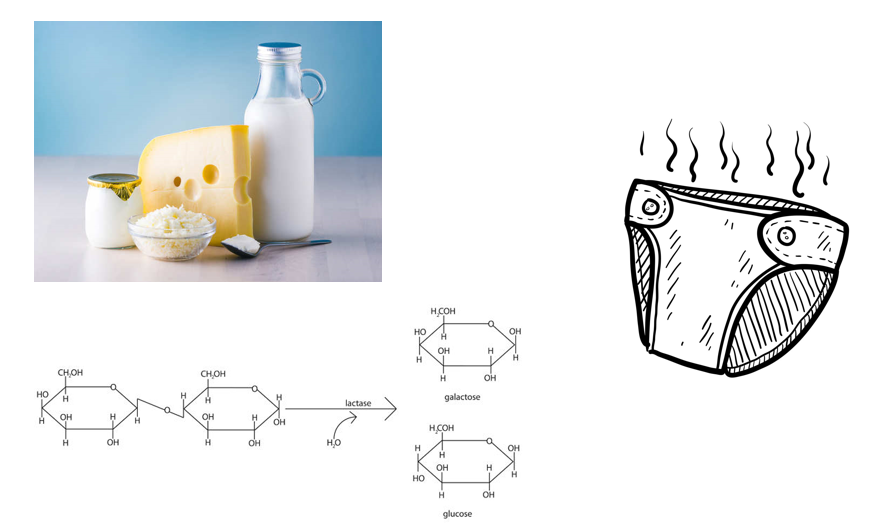 CH₂OH
O
HO H
OH H
H H
H OH
O
CH₂OH
O
H H H
OH H OH
H OH
lactase
H₂O
H₂COH
O
HO H OH
OH H
H H
H OH
galactose
H₂COH
O
H H OH
OH H H
HO
H OH
glucose